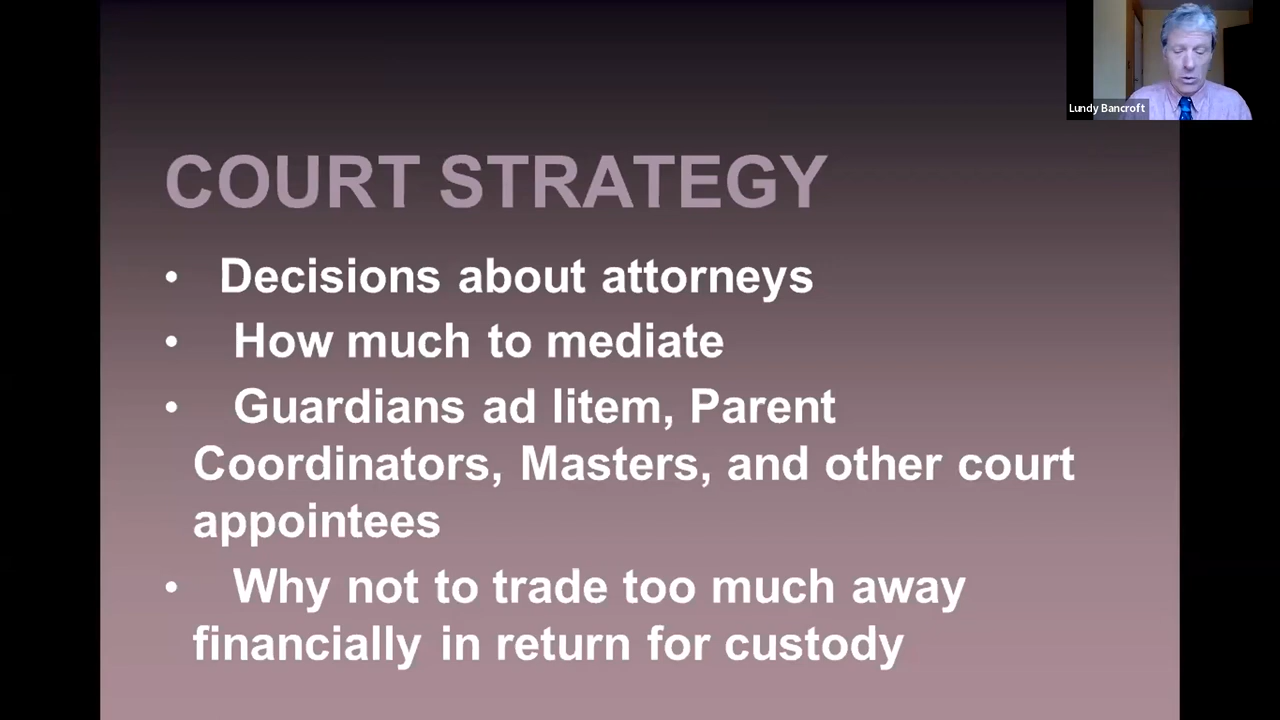 Lundy Bancroft
COURT STRATEGY
• Decisions about attorneys
• How much to mediate
• Guardians ad litem, Parent
Coordinators, Masters, and other court
appointees
• Why not to trade too much away
financially in return for custody